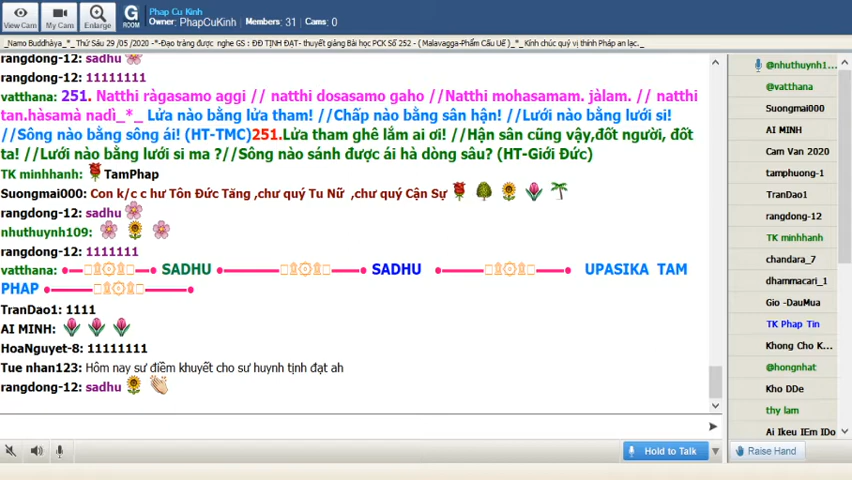 View Cam
My Cam
Enlarge
G
ROOM
Phap Cu Kinh
Owner: PhapCuKinh Members: 31 Cams: 0
_Namo Buddhàya_*_ Thứ Sáu 29 /05 /2020 -*-Đạo tràng được nghe GS : ĐĐ TỊNH ĐẠT- thuyết giảng Bài học PCK Số 252 - ( Malavagga-Phẩm Cấu Uế )_*_ Kính chúc quý vị thính Pháp an lạc._
rangdong-12: sadhu
rangdong-12: 11111111
vatthana: 251. Natthi ràgasamo aggi // natthi dosasamo gaho //Natthi mohasamam. jàlam. // natthi
tan.hàsamà nadì_*_ Lửa nào bằng lửa tham! //Chấp nào bằng sân hận! //Lưới nào bằng lưới si!
//Sông nào bằng sông ái! (HT-TMC)251.Lửa tham ghê lắm ai ơi! //Hận sân cũng vậy,đốt người, đốt
ta! //Lưới nào bằng lưới si ma ?//Sông nào sánh được ái hà dòng sâu? (HT-Giới Đức)
TK minhhanh: TamPhap
Suongmai000: Con k/c c hư Tôn Đức Tăng ,chư quý Tu Nữ ,chư quý Cận Sự
rangdong-12: sadhu
nhuthuynh109:
rangdong-12: 1111111
vatthana: SADHU SADHU UPASIKA TAM
PHAP
TranDao1: 1111
AI MINH:
HoaNguyet-8: 11111111
Tue nhan123: Hôm nay sư điềm khuyết cho sư huynh tịnh đạt ah
rangdong-12: sadhu
@nhuthuynh1...
@vatthana
Suongmai000
AI MINH
Cam Van 2020
tamphuong-1
TranDao1
rangdong-12
TK minhhanh
chandara_7
dhammacari_1
Gio -DauMua
TK Phap Tin
Khong Cho K...
@hongnhat
Kho DDe
thy lam
Ai Ikeu IEm IDo
Hold to Talk
Raise Hand